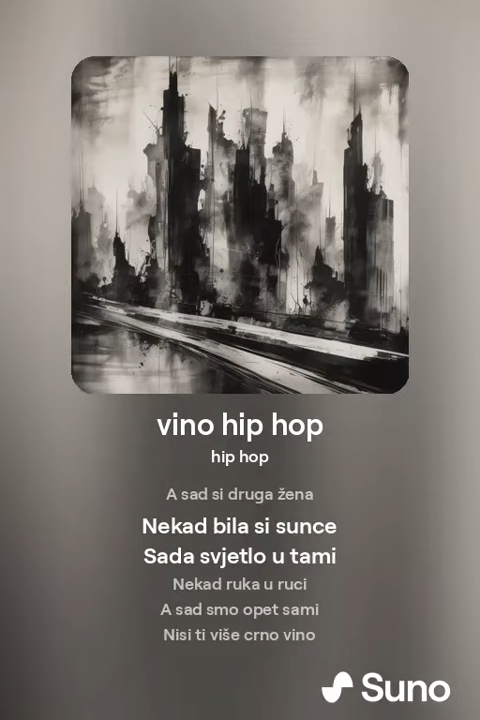 vino hip hop
hip hop
A sad si druga žena
Nekad bila si sunce
Sada svjetlo u tami
Nekad ruka u ruci
A sad smo opet sami
Nisi ti više crno vino
Suno